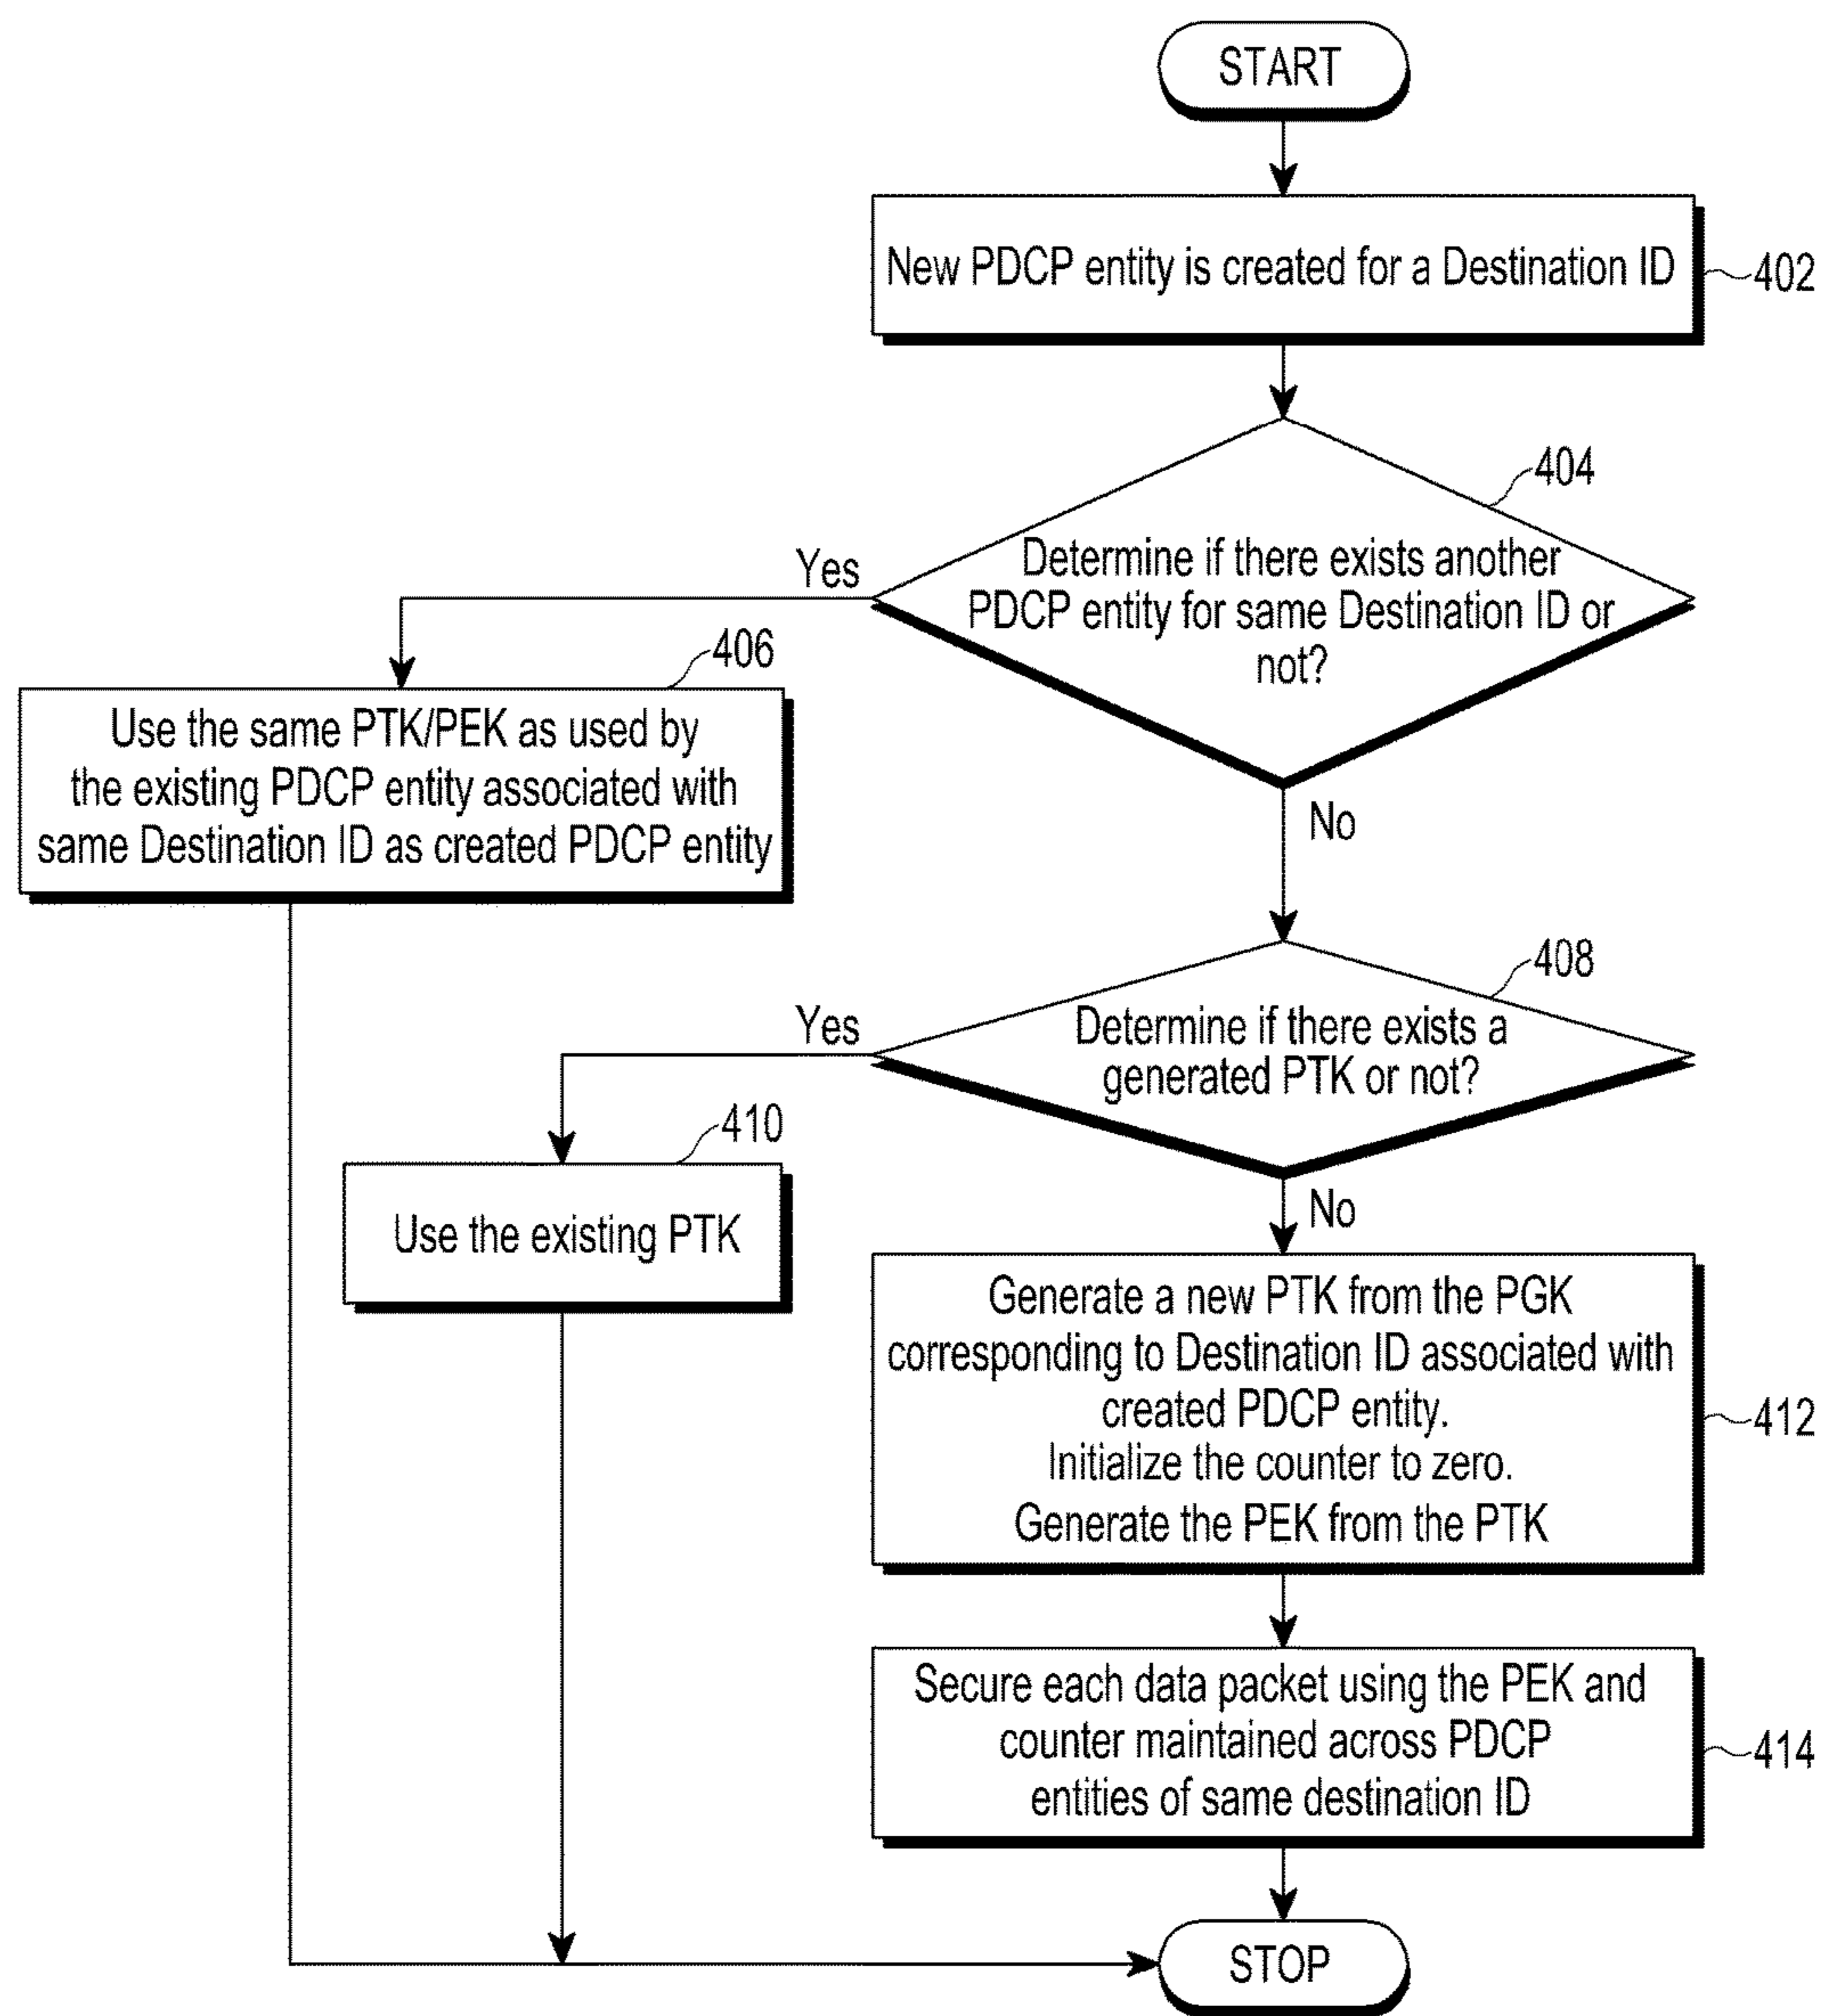 START
New PDCP entity is created for a Destination ID
402
404
Determine if there exists another
PDCP entity for same Destination ID or
not?
Yes
No
406
Use the same PTK/PEK as used by
the existing PDCP entity associated with
same Destination ID as created PDCP entity
408
Determine if there exists a
generated PTK or not?
Yes
No
410
Use the existing PTK
Generate a new PTK from the PGK
corresponding to Destination ID associated with
created PDCP entity.
Initialize the counter to zero.
Generate the PEK from the PTK
412
Secure each data packet using the PEK and
counter maintained across PDCP
entities of same destination ID
414
STOP